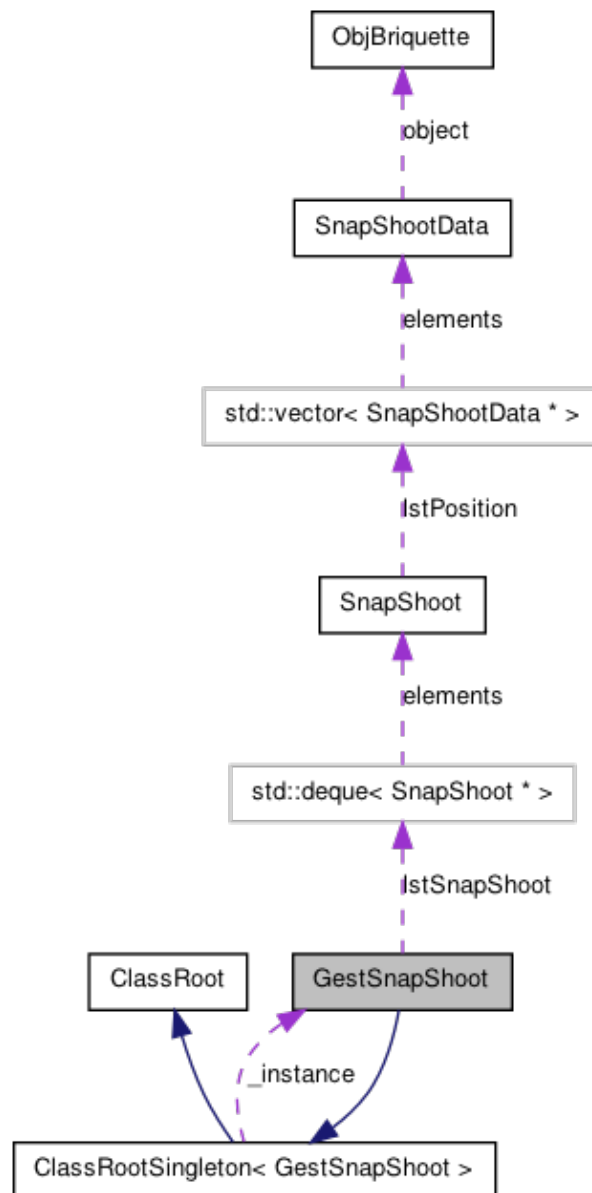 ObjBriquette
object
SnapShootData
elements
std::vector< SnapShootData * >
lstPosition
SnapShoot
elements
std::deque< SnapShoot * >
lstSnapShoot
ClassRoot
GestSnapShoot
_instance
ClassRootSingleton< GestSnapShoot >